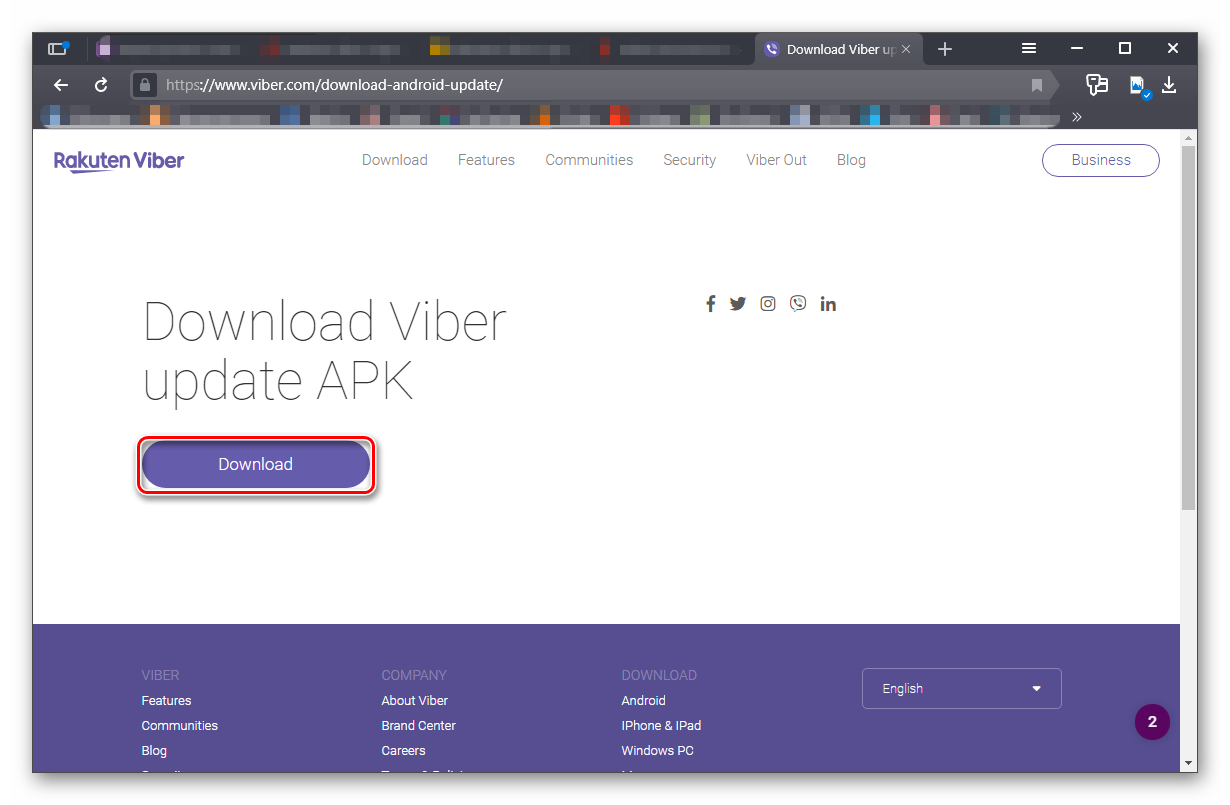 Download Viber up
https://www.viber.com/download-android-update/
Rakuten Viber
Download
Features
Communities
Security
Viber Out
Blog
Business
Download Viber
update APK
Download
VIBER
Features
Communities
Blog
COMPANY
About Viber
Brand Center
Careers
DOWNLOAD
Android
IPhone & IPad
Windows PC
English
2